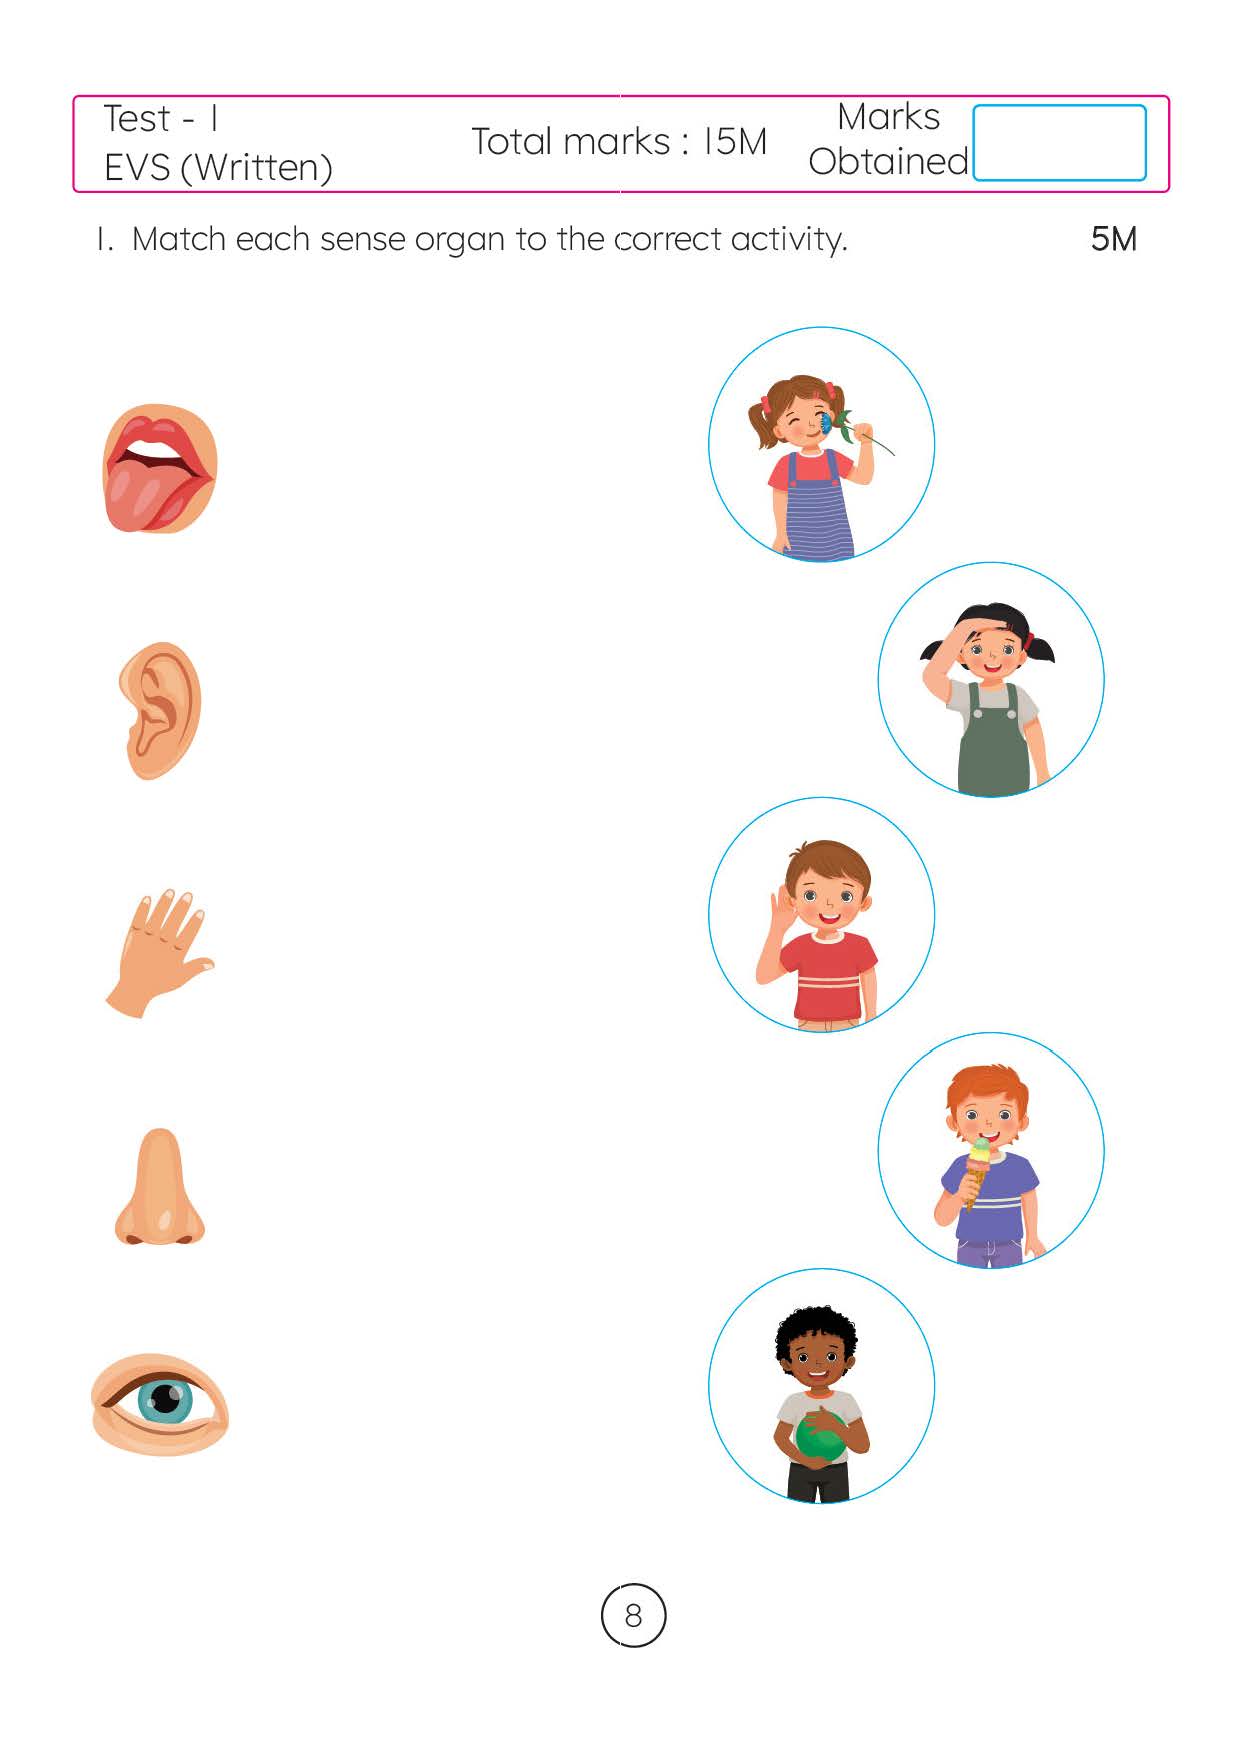 Test - 1
EVS (Written)
Total marks : 15M
Marks
Obtained
1. Match each sense organ to the correct activity. 5M
8